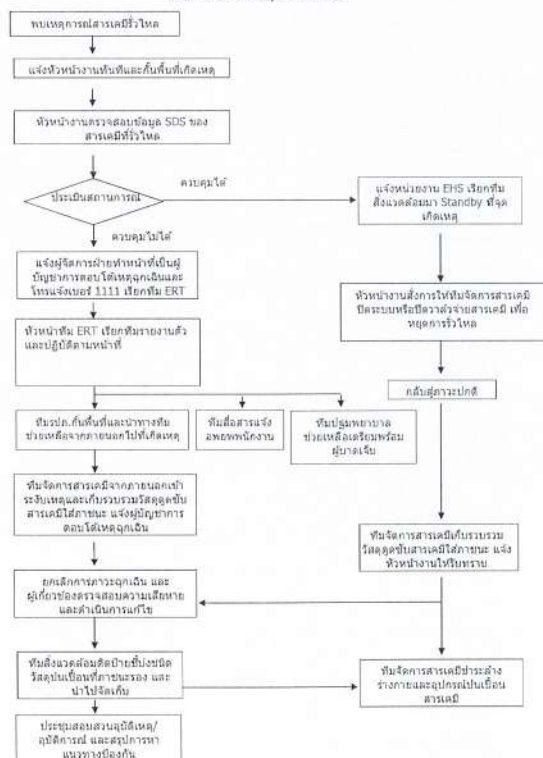 พบเหตุการณ์สารเคมีรั่วไหล
แจ้งหัวหน้างานทันทีและกั้นพื้นที่เกิดเหตุ
หัวหน้างานตรวจสอบข้อมูล SDS ของ
สารเคมีที่รั่วไหล
ประเมินสถานการณ์
ควบคุมได้
ควบคุมไม่ได้
แจ้งหน่วยงาน EHS เรียกทีม
สิ่งแวดล้อมมา Standby ที่จุด
เกิดเหตุ
แจ้งผู้จัดการฝ่ายทำหน้าที่เป็นผู้
บัญชาการตอบโต้เหตุฉุกเฉินและ
โทรแจ้งเบอร์ 1111 เรียกทีม ERT
หัวหน้างานสั่งการให้ทีมจัดการสารเคมี
ปิดระบบหรือปิดวาล์วจ่ายสารเคมี เพื่อ
หยุดการรั่วไหล
หัวหน้าทีม ERT เรียกทีมรายงานตัว
และปฏิบัติตามหน้าที่
กลับสู่ภาวะปกติ
ทีมรปภ.กั้นพื้นที่และนำทางทีม
ช่วยเหลือจากภายนอกไปที่เกิดเหตุ
ทีมสื่อสารแจ้ง
อพยพพนักงาน
ทีมปฐมพยาบาล
ช่วยเหลือเตรียมพร้อม
ผู้บาดเจ็บ
ทีมจัดการสารเคมีจากภายนอกเข้า
ระงับเหตุและเก็บรวบรวมวัสดุดูดซับ
สารเคมีใส่ภาชนะ แจ้งผู้บัญชาการ
ตอบโต้เหตุฉุกเฉิน
ทีมจัดการสารเคมีเก็บรวบรวม
วัสดุดูดซับสารเคมีใส่ภาชนะ แจ้ง
หัวหน้างานให้รับทราบ
ยกเลิกการภาวะฉุกเฉิน และ
ผู้เกี่ยวข้องตรวจสอบความเสียหาย
และดำเนินการแก้ไข
ทีมสิ่งแวดล้อมติดป้ายชี้บ่งชนิด
วัสดุปนเปื้อนที่ภาชนะรอง และ
นำไปจัดเก็บ
ทีมจัดการสารเคมีชำระล้าง
ร่างกายและอุปกรณ์ปนเปื้อน
สารเคมี
ประชุมสอบสวนอุบัติเหตุ/
อุบัติการณ์ และสรุปการหา
แนวทางป้องกัน